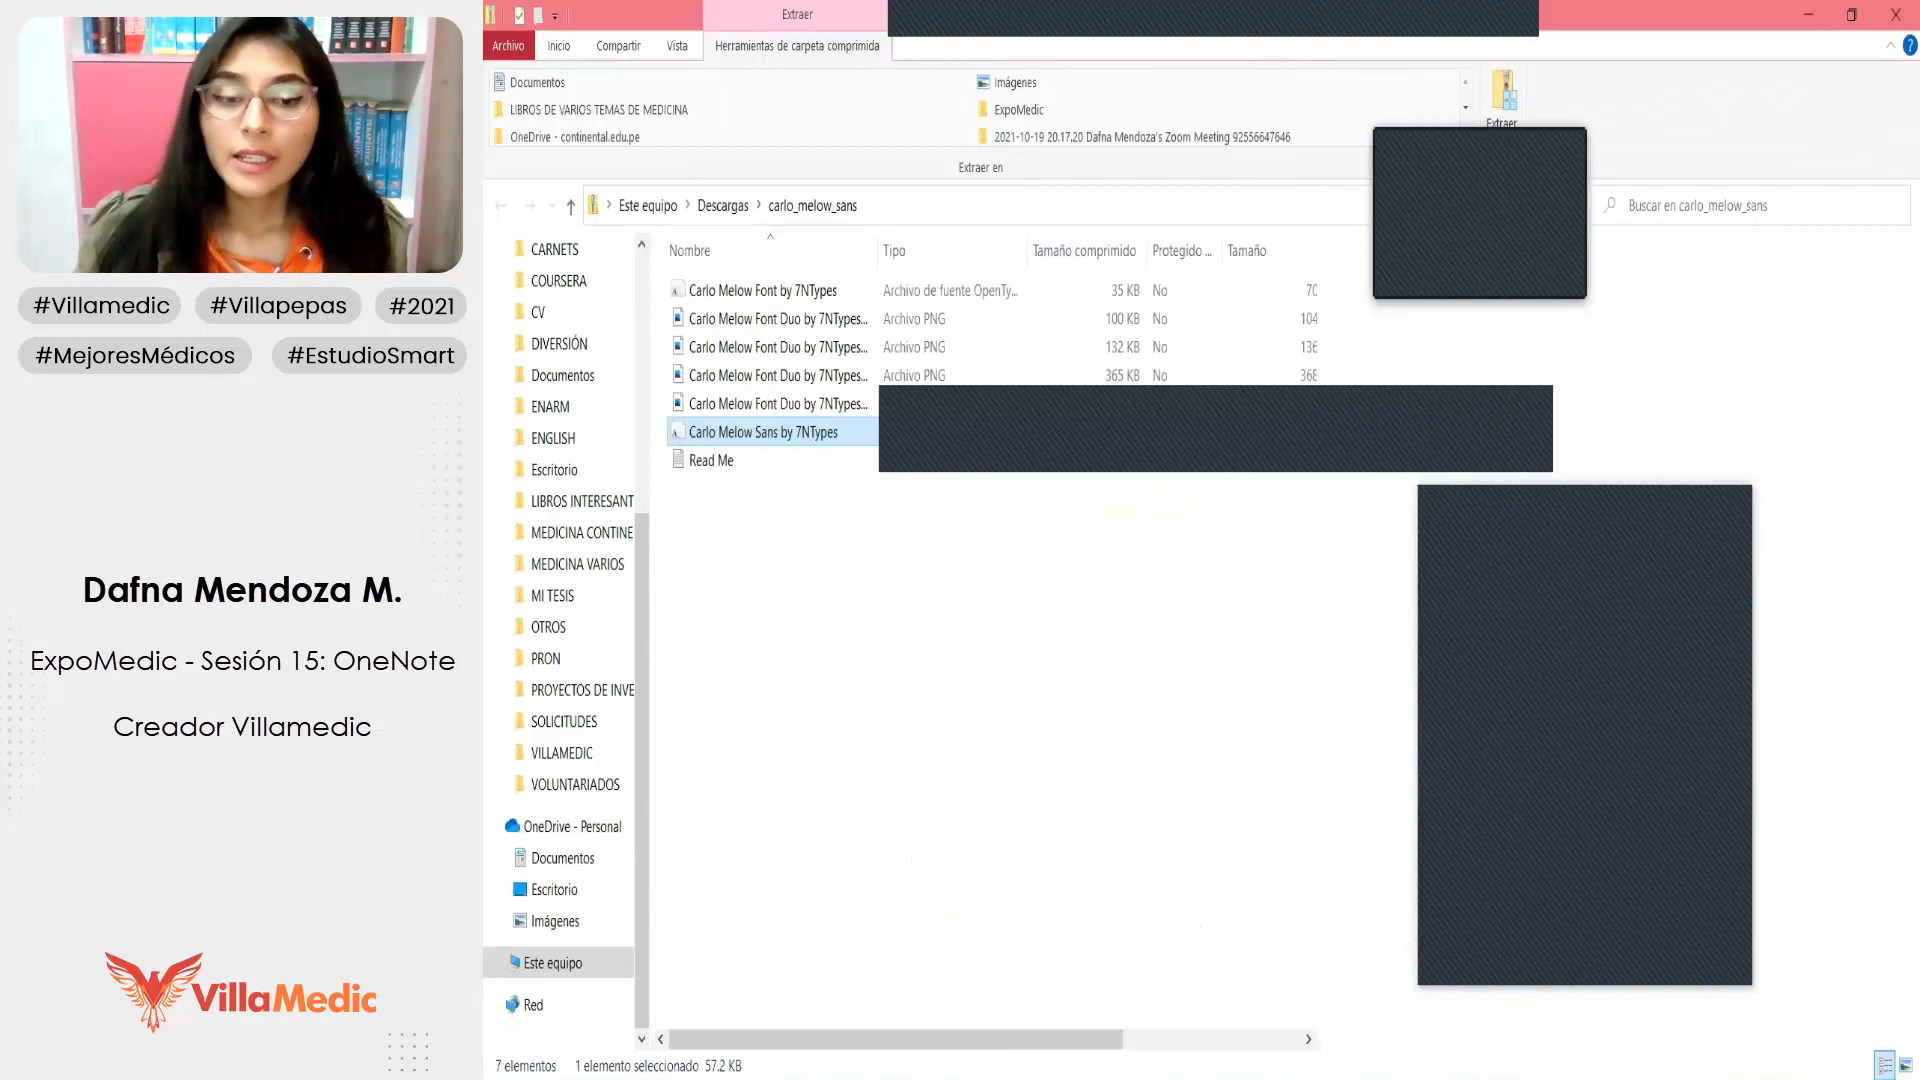 #Villamedic #Villapepas #2021
#MejoresMédicos #EstudioSmart
Dafna Mendoza M.
ExpoMedic - Sesión 15: OneNote
Creador Villamedic
VillaMedic
Extraer
Archivo Inicio Compartir Vista Herramientas de carpeta comprimida
Documentos Imágenes
LIBROS DE VARIOS TEMAS DE MEDICINA ExpoMedic
OneDrive - continental.edu.pe 2021-10-19 20.17.20 Dafna Mendoza's Zoom Meeting 92556647646
Extraer
Extraer en
Este equipo > Descargas > carlo_melow_sans
Buscar en carlo_melow_sans
CARNETS
COURSERA
CV
DIVERSIÓN
Documentos
ENARM
ENGLISH
Escritorio
LIBROS INTERESANT
MEDICINA CONTINE
MEDICINA VARIOS
MI TESIS
OTROS
PRON
PROYECTOS DE INVE
SOLICITUDES
VILLAMEDIC
VOLUNTARIADOS
OneDrive - Personal
Documentos
Escritorio
Imágenes
Este equipo
Red
Nombre Tipo Tamaño comprimido Protegido ... Tamaño
Carlo Melow Font by 7NTypes Archivo de fuente OpenTy... 35 KB No 70
Carlo Melow Font Duo by 7NTypes... Archivo PNG 100 KB No 104
Carlo Melow Font Duo by 7NTypes... Archivo PNG 132 KB No 136
Carlo Melow Font Duo by 7NTypes... Archivo PNG 365 KB No 368
Carlo Melow Font Duo by 7NTypes...
Carlo Melow Sans by 7NTypes
Read Me
7 elementos 1 elemento seleccionado 57.2 KB